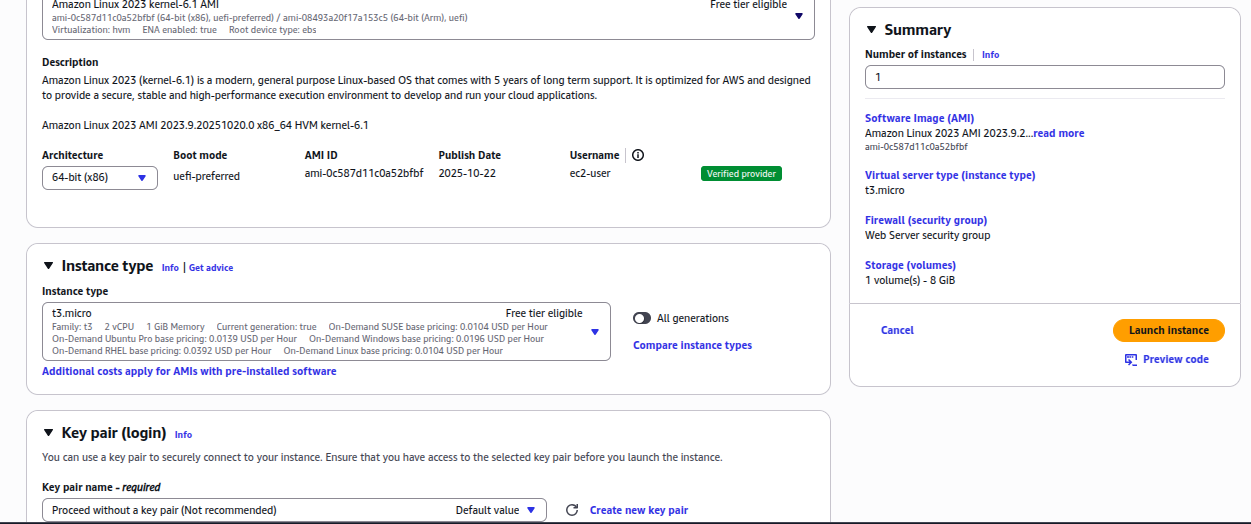 Amazon Linux 2023 kernel-6.1 AMI
Free tier eligible
ami-0c587d11c0a52bfbf (64-bit (x86), uefi-preferred) / ami-08493a20f17a153c5 (64-bit (Arm), uefi)
Virtualization: hvm ENA enabled: true Root device type: ebs
Description
Amazon Linux 2023 (kernel-6.1) is a modern, general purpose Linux-based OS that comes with 5 years of long term support. It is optimized for AWS and designed
to provide a secure, stable and high-performance execution environment to develop and run your cloud applications.
Amazon Linux 2023 AMI 2023.9.20251020.0 x86_64 HVM kernel-6.1
Architecture Boot mode AMI ID Publish Date Username
64-bit (x86) uefi-preferred ami-0c587d11c0a52bfbf 2025-10-22 ec2-user Verified provider
Instance type Info | Get advice
Instance type
t3.micro Free tier eligible
Family: t3 2 vCPU 1 GiB Memory Current generation: true On-Demand SUSE base pricing: 0.0104 USD per Hour
On-Demand Ubuntu Pro base pricing: 0.0139 USD per Hour On-Demand Windows base pricing: 0.0196 USD per Hour
On-Demand RHEL base pricing: 0.0392 USD per Hour On-Demand Linux base pricing: 0.0104 USD per Hour
All generations
Compare instance types
Additional costs apply for AMIs with pre-installed software
Key pair (login) Info
You can use a key pair to securely connect to your instance. Ensure that you have access to the selected key pair before you launch the instance.
Key pair name - required
Proceed without a key pair (Not recommended) Default value
Create new key pair
Summary
Number of instances | Info
1
Software Image (AMI)
Amazon Linux 2023 AMI 2023.9.2...read more
ami-0c587d11c0a52bfbf
Virtual server type (instance type)
t3.micro
Firewall (security group)
Web Server security group
Storage (volumes)
1 volume(s) - 8 GiB
Cancel
Launch instance
Preview code